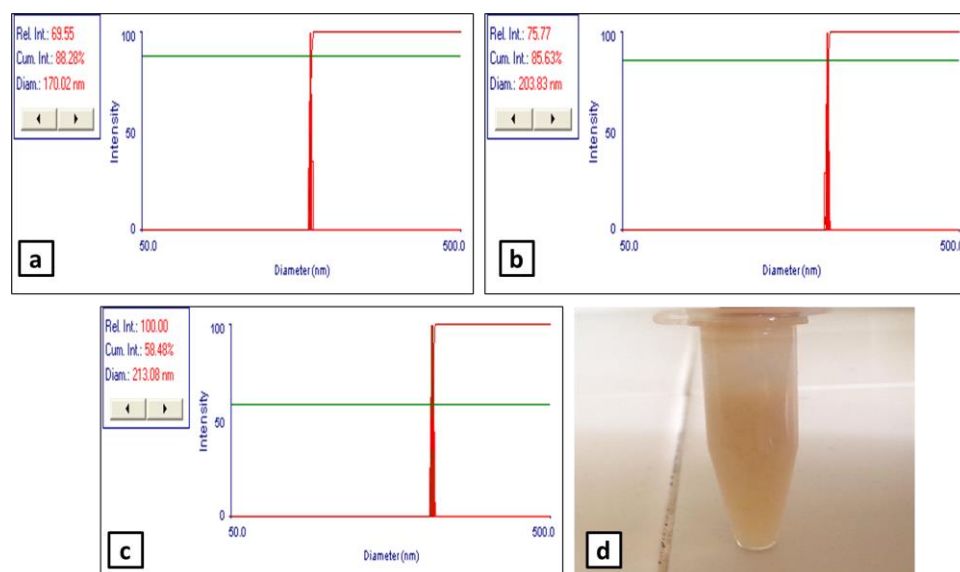 Rel. Int.: 69.55
Cum. Int.: 88.28%
Diam.: 170.02 nm
100
50
0
Intensity
50.0
500.0
Diameter (nm)
a
Rel. Int.: 75.77
Cum. Int.: 85.63%
Diam.: 203.83 nm
100
50
0
Intensity
50.0
500.0
Diameter (nm)
b
Rel. Int.: 100.00
Cum. Int.: 58.48%
Diam.: 213.08 nm
100
50
0
Intensity
50.0
500.0
Diameter (nm)
c
d